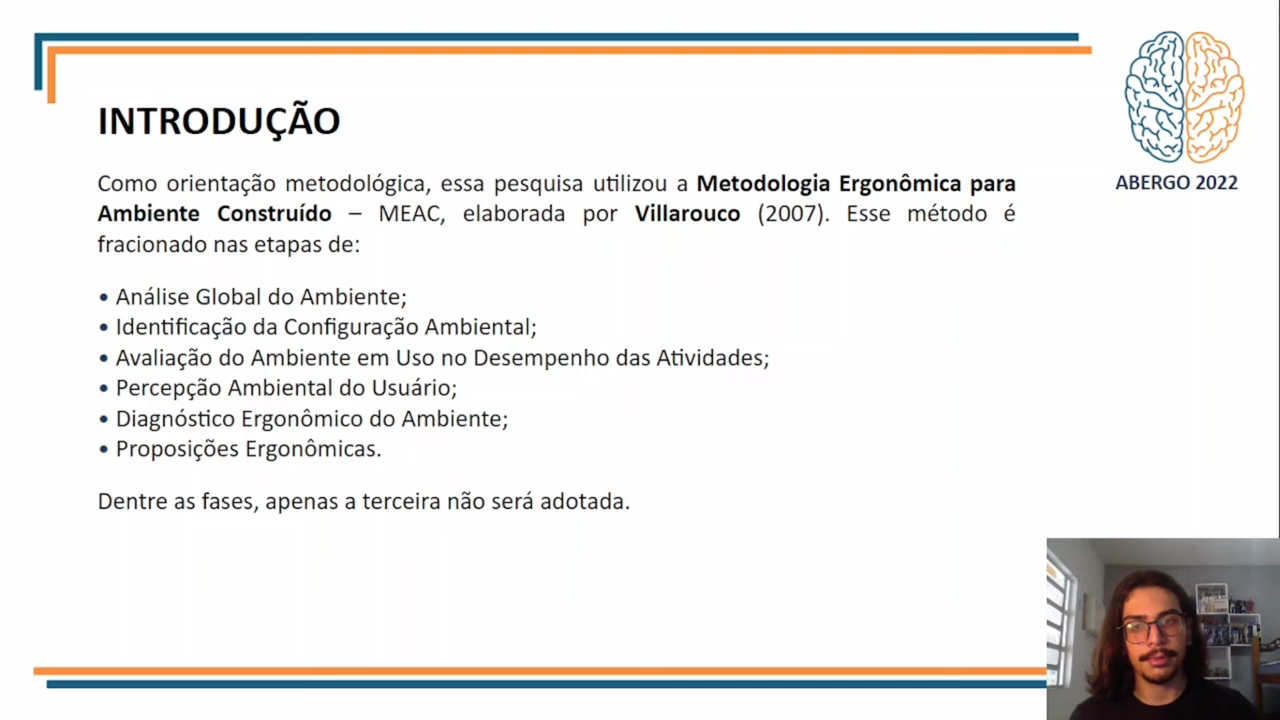 INTRODUÇÃO
ABERGO 2022
Como orientação metodológica, essa pesquisa utilizou a Metodologia Ergonômica para
Ambiente Construído – MEAC, elaborada por Villarouco (2007). Esse método é
fracionado nas etapas de:
• Análise Global do Ambiente;
• Identificação da Configuração Ambiental;
• Avaliação do Ambiente em Uso no Desempenho das Atividades;
• Percepção Ambiental do Usuário;
• Diagnóstico Ergonômico do Ambiente;
• Proposições Ergonômicas.
Dentre as fases, apenas a terceira não será adotada.